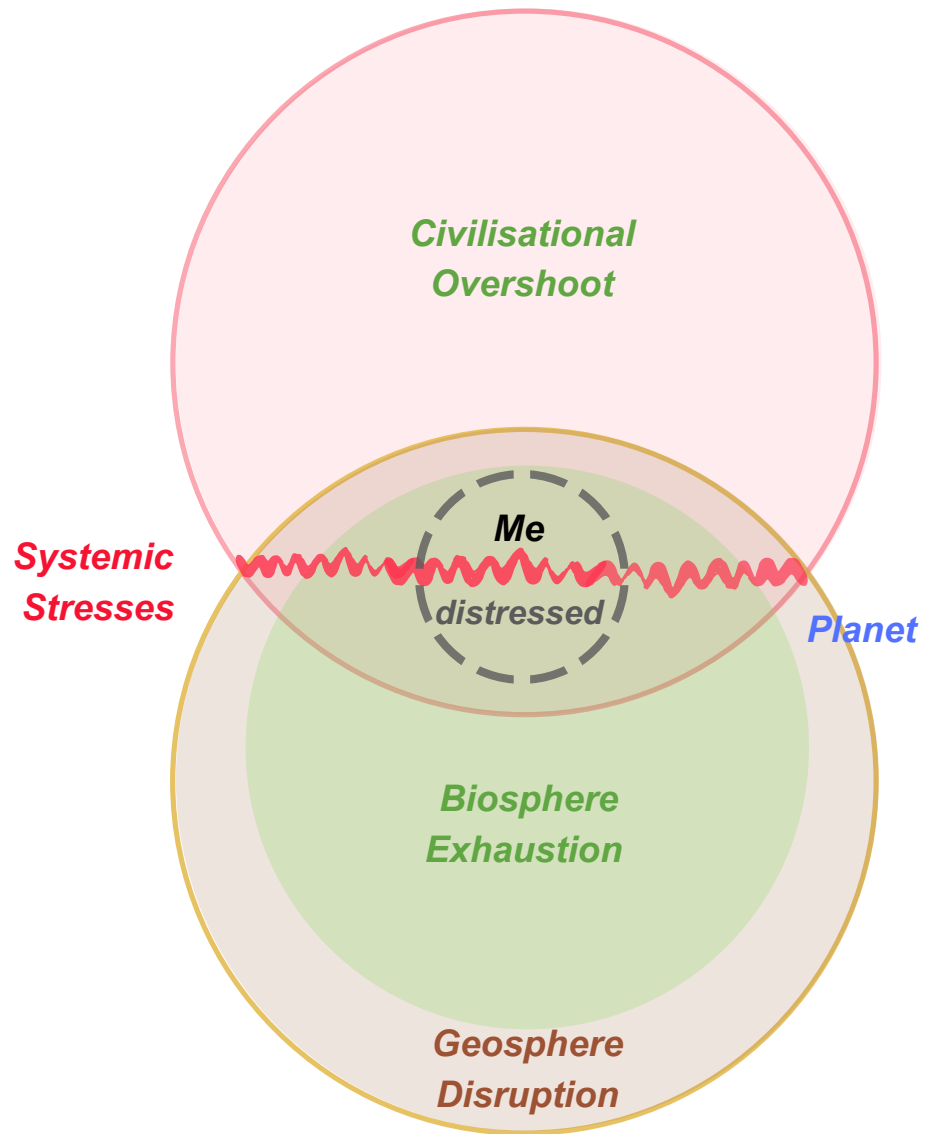 Civilisational
Overshoot
Me
Systemic
Stresses
distressed
Planet
Biosphere
Exhaustion
Geosphere
Disruption